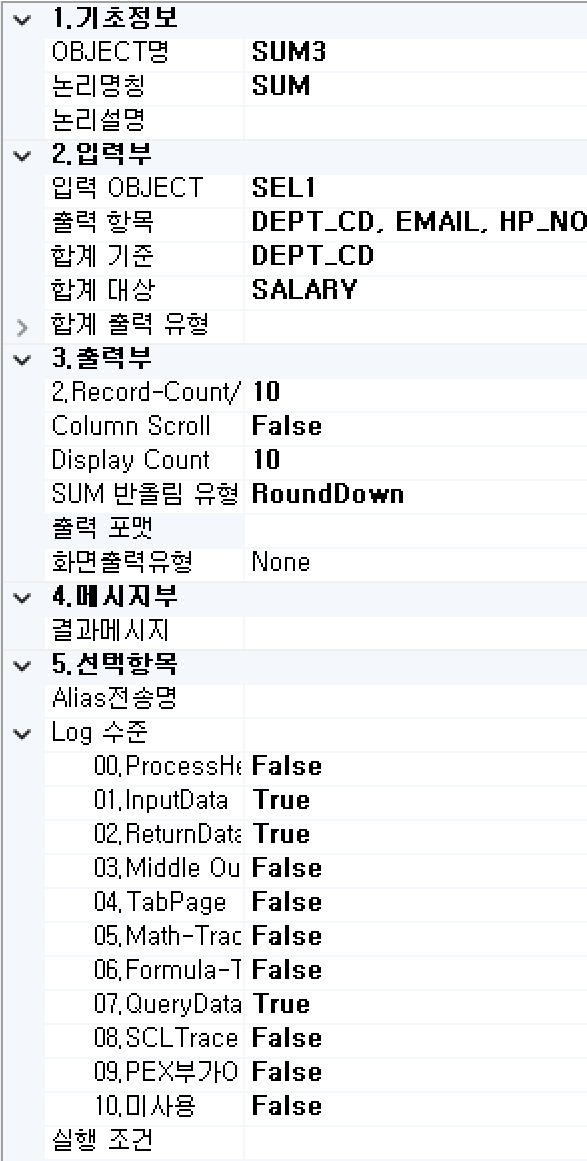 1.기초정보
OBJECT명 SUM3
논리명칭 SUM
논리설명
2.입력부
입력 OBJECT SEL1
출력 항목 DEPT_CD, EMAIL, HP_NO
합계 기준 DEPT_CD
합계 대상 SALARY
합계 출력 유형
3.출력부
2.Record-Count/ 10
Column Scroll False
Display Count 10
SUM 반올림 유형 RoundDown
출력 포맷
화면출력유형 None
4.메시지부
결과메시지
5.선택항목
Alias전송명
Log 수준
00.ProcessHe False
01.InputData True
02.ReturnData True
03.Middle Ou False
04.TabPage False
05.Math-Trac False
06.Formula-T False
07.QueryData True
08.SCLTrace False
09.PEX부가 False
10.미사용 False
실행 조건